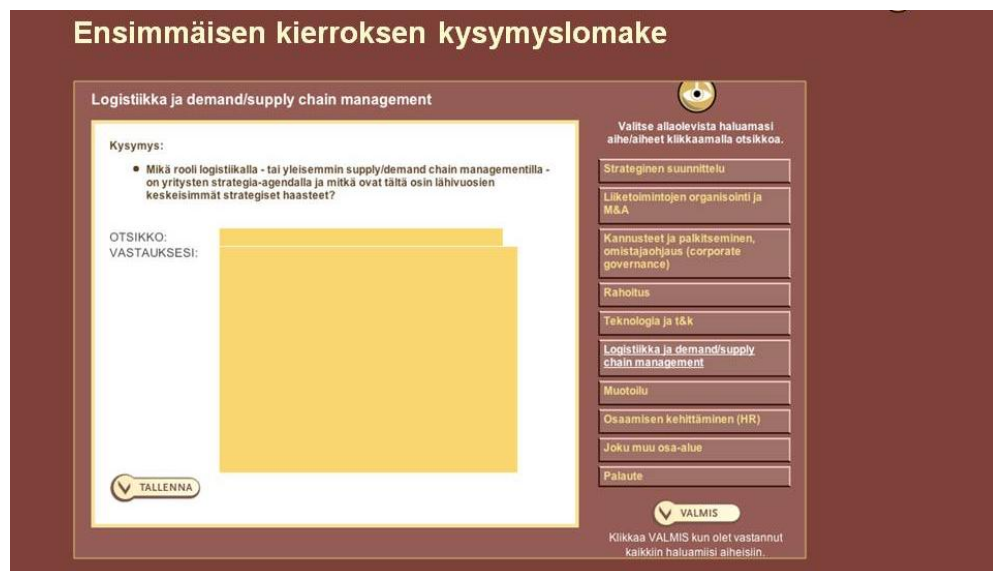 Ensimmäisen kierroksen kysymyslomake
Logistiikka ja demand/supply chain management
Kysymys:
• Mikä rooli logistiikalla - tai yleisemmin supply/demand chain managementilla -
on yritysten strategia-agendalla ja mitkä ovat tältä osin lähivuosien
keskeisimmät strategiset haasteet?
OTSIKKO:
VASTAUKSESI:
TALLENNA
Valitse allaolevista haluamasi
aihe/aiheet klikkaamalla otsikkoa.
Strateginen suunnittelu
Liiketoimintojen organisointi ja
M&A
Kannusteet ja palkitseminen,
omistajaohjaus (corporate
governance)
Rahoitus
Teknologia ja t&k
Logistiikka ja demand/supply
chain management
Muotoilu
Osaamisen kehittäminen (HR)
Joku muu osa-alue
Palaute
VALMIS
Klikkaa VALMIS kun olet vastannut
kaikkiin haluamiisi aiheisiin.